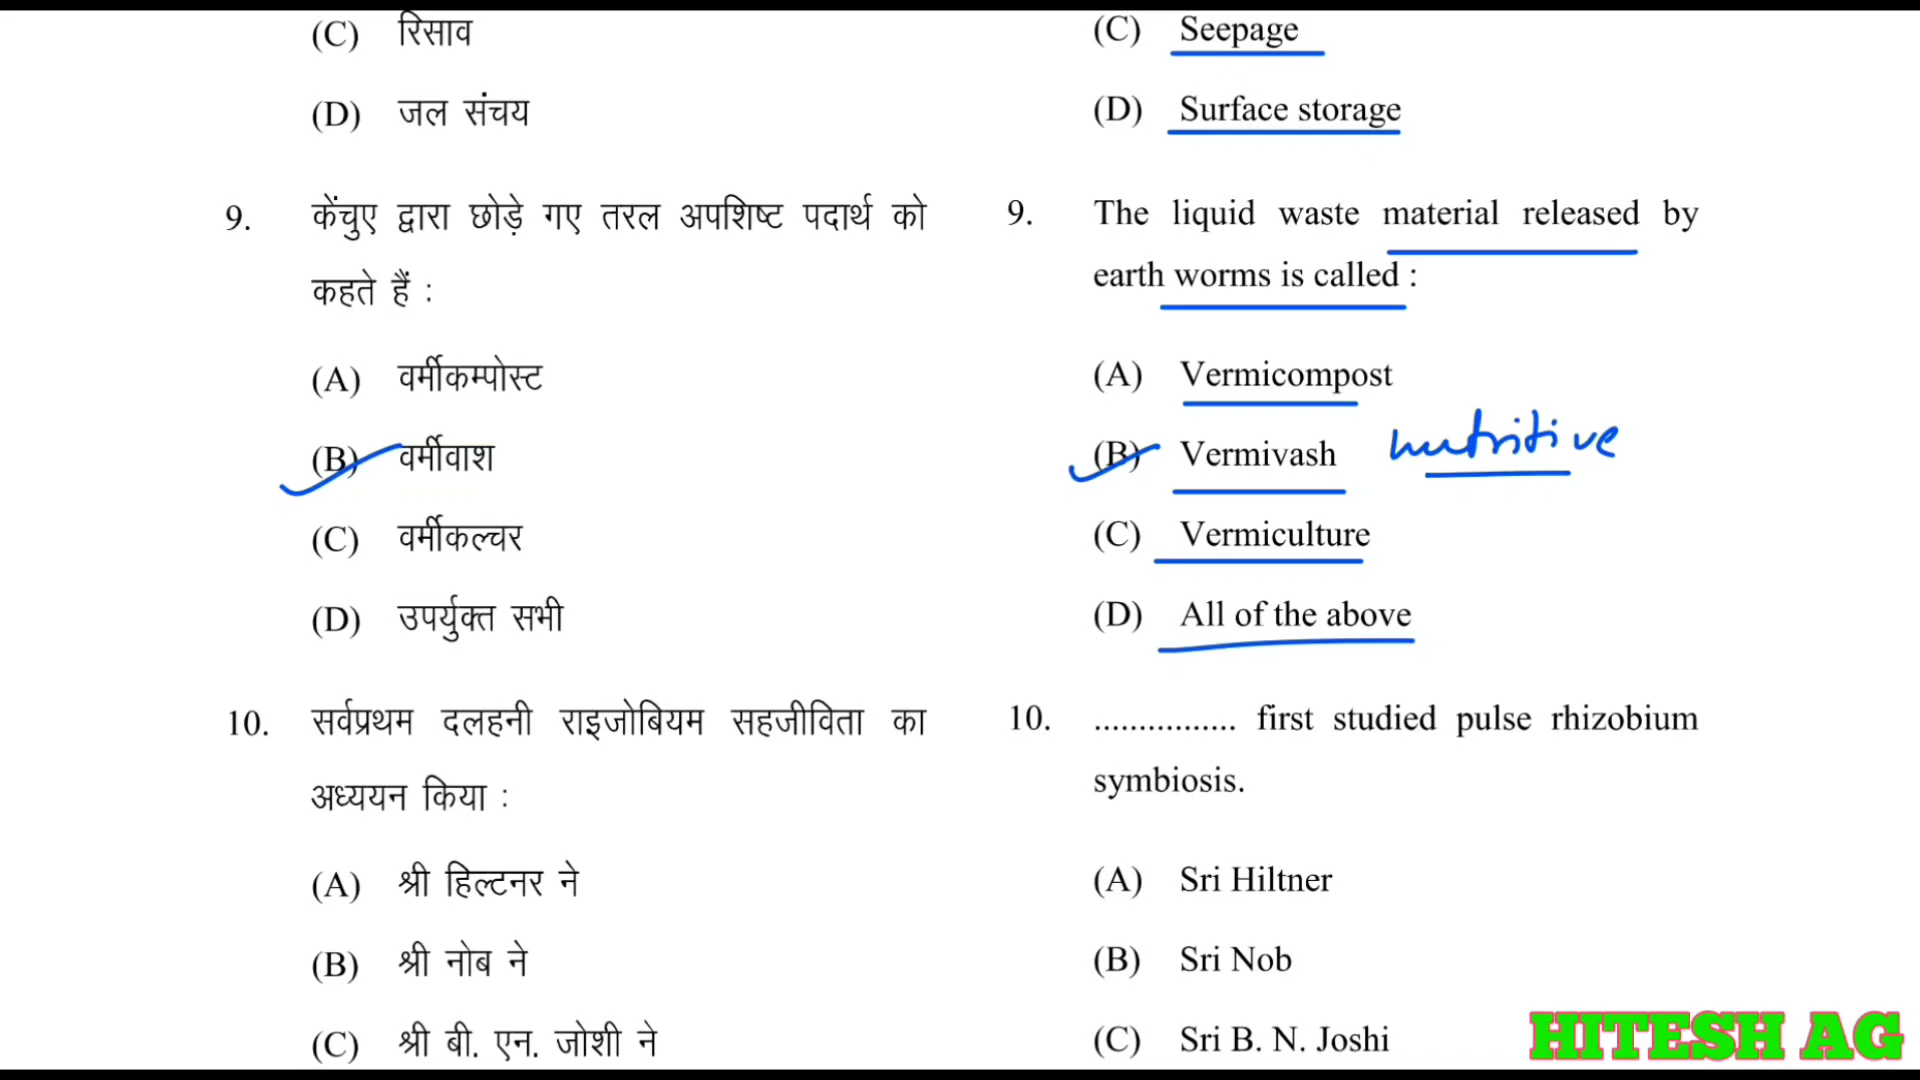 (C) रिसाव
(D) जल संचय
9. केंचुए द्वारा छोड़े गए तरल अपशिष्ट पदार्थ को
कहते हैं :
(A) वर्मीकम्पोस्ट
(B) वर्मीवाश
(C) वर्मीकल्चर
(D) उपर्युक्त सभी
10. सर्वप्रथम दलहनी राइजोबियम सहजीविता का
अध्ययन किया :
(A) श्री हिल्टनर ने
(B) श्री नोब ने
(C) श्री बी. एन. जोशी ने
(C) Seepage
(D) Surface storage
9. The liquid waste material released by
earth worms is called :
(A) Vermicompost
(B) Vermivash nutritive
(C) Vermiculture
(D) All of the above
10. ................ first studied pulse rhizobium
symbiosis.
(A) Sri Hiltner
(B) Sri Nob
(C) Sri B. N. Joshi
HITESH AG